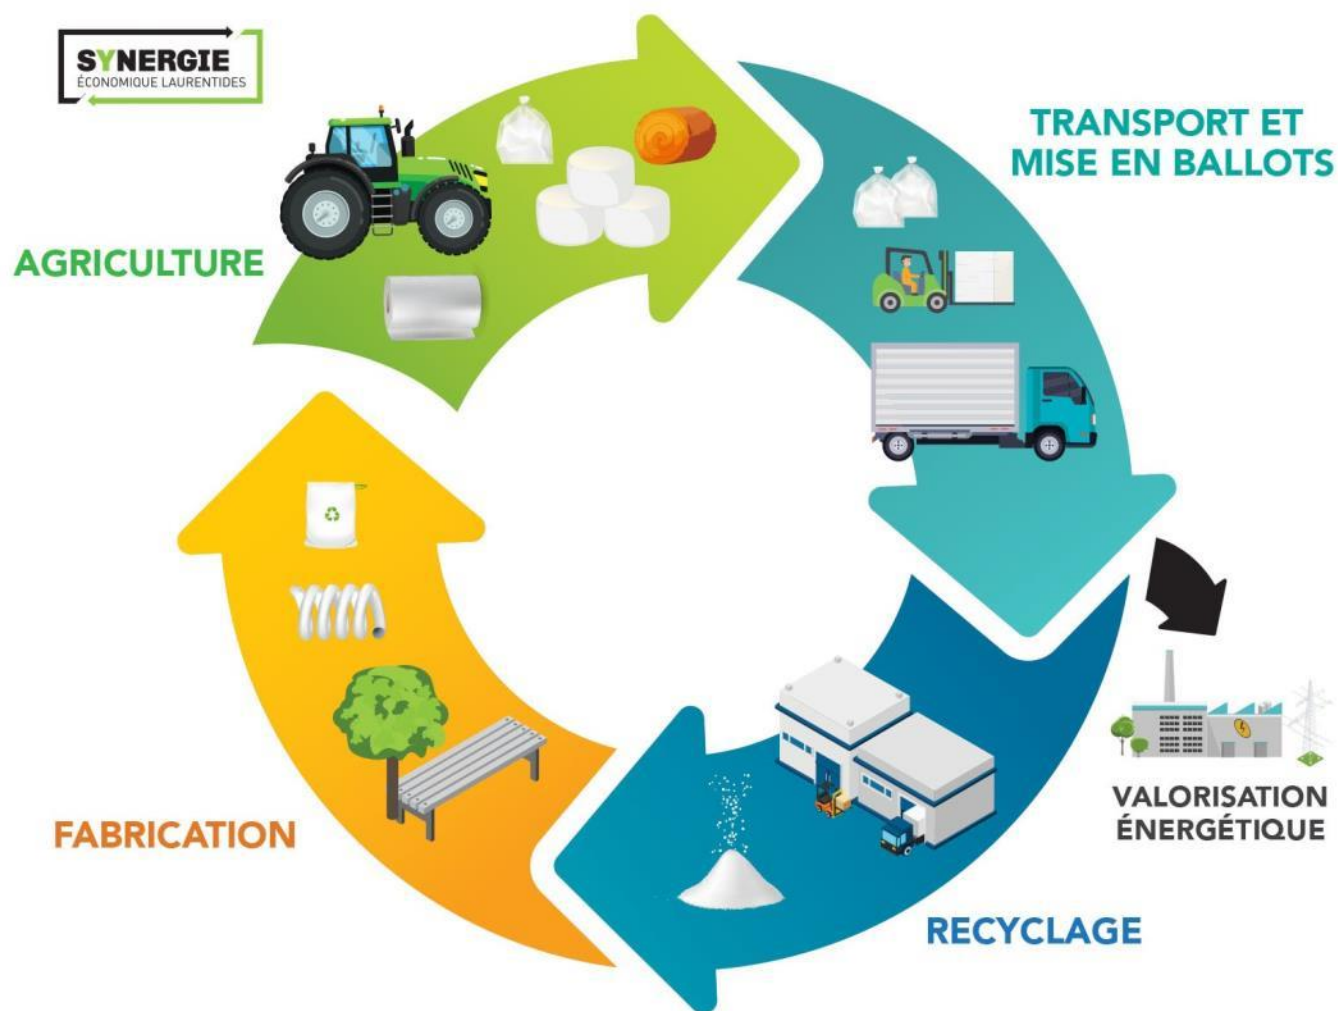 SYNERGIE
ÉCONOMIQUE LAURENTIDES
TRANSPORT ET
MISE EN BALLOTS
AGRICULTURE
VALORISATION
ÉNERGÉTIQUE
FABRICATION
RECYCLAGE